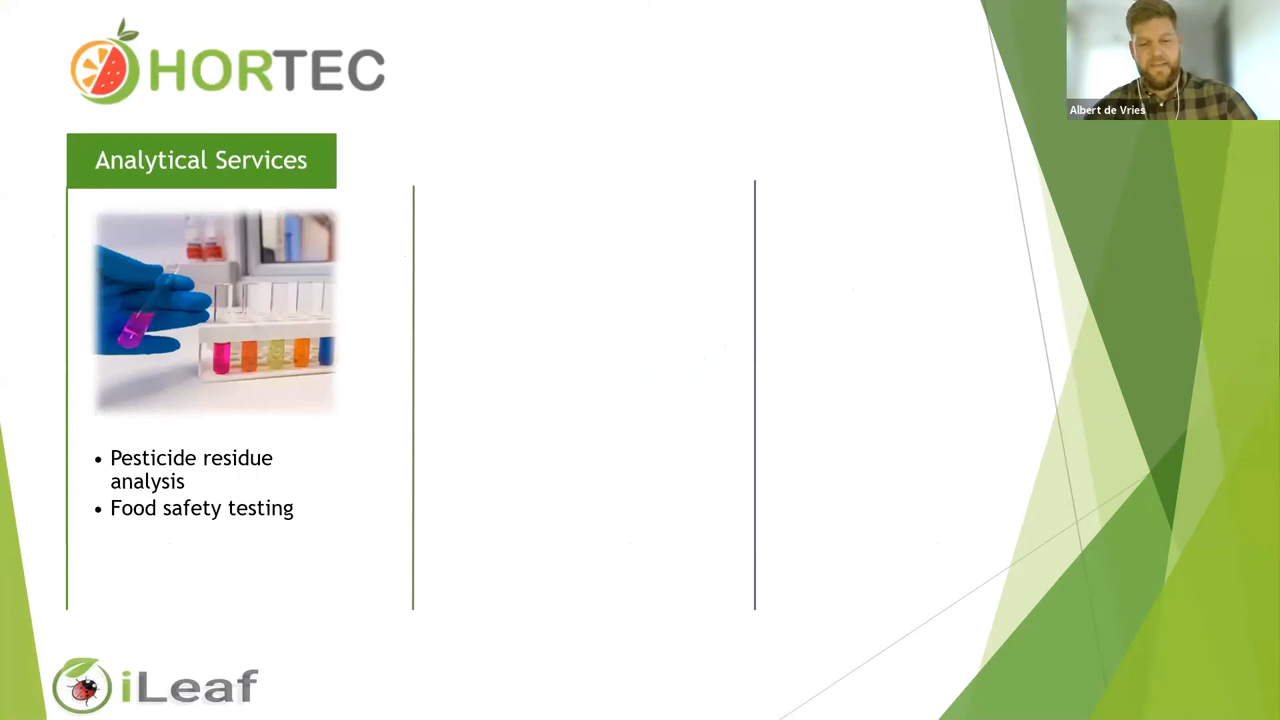 HORTEC
Albert de Vries
Analytical Services
• Pesticide residue
analysis
• Food safety testing
iLeaf